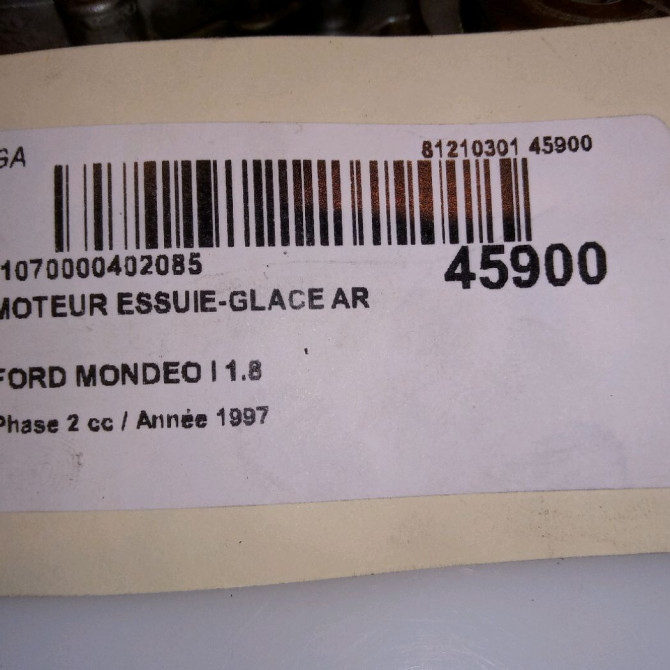 GA
81210301 45900
1070000402085
45900
MOTEUR ESSUIE-GLACE AR
FORD MONDEO I 1.8
Phase 2 cc / Année 1997